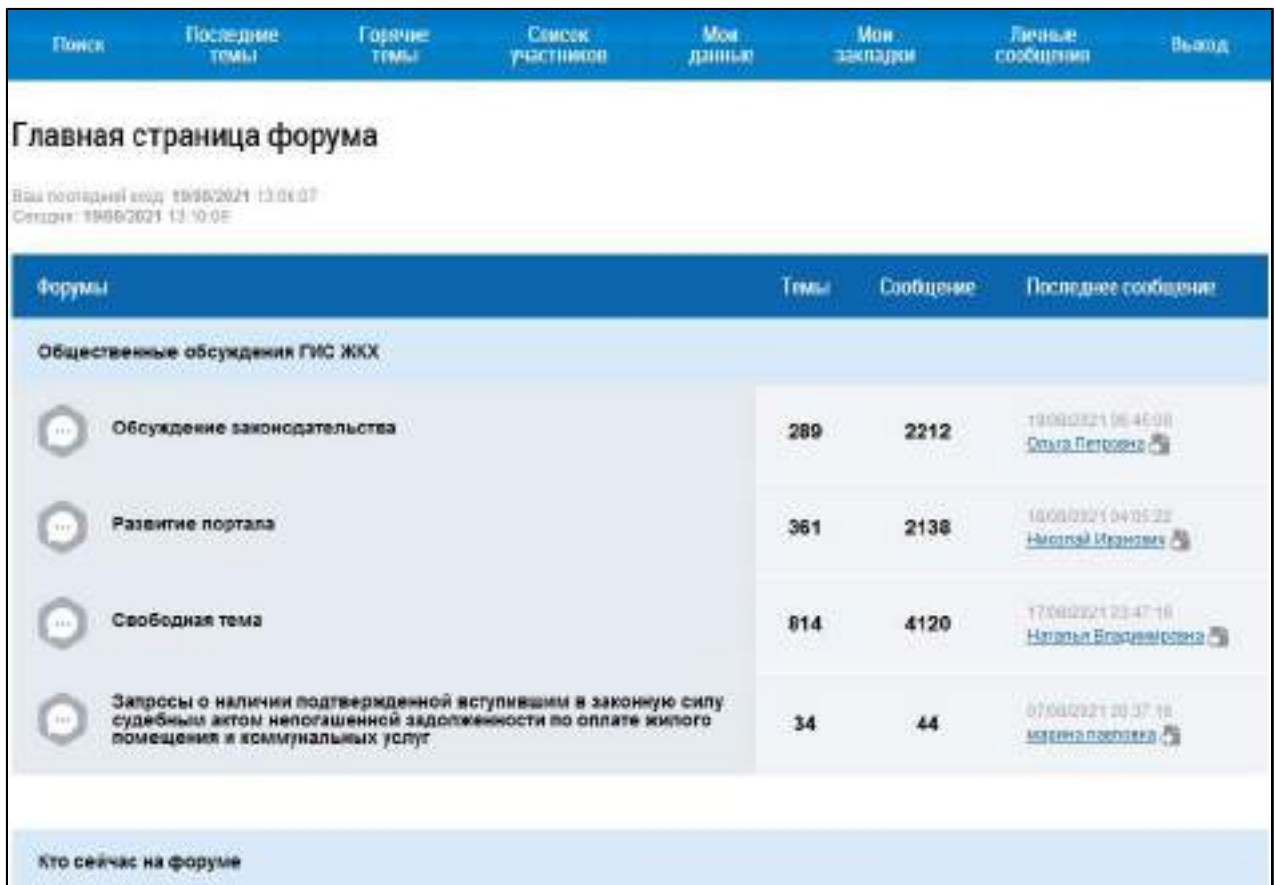 Поиск
Последние темы
Горячие темы
Список участников
Мои данные
Мои закладки
Личные сообщения
Выход
Главная страница форума
Ваш последний вход: 19/08/2021
Сегодня: 19/08/2021
Форумы Темы Сообщение Последнее сообщение
Общественные обсуждения ГИС ЖКХ
Обсуждение законодательства 289 2212
Ольга Петровна
Развитие портала 361 2138
Николай Иванович
Свободная тема 814 4120
Наталья Владимировна
Запросы о наличии подтвержденной вступившим в законную силу
судебным актом непогашенной задолженности по оплате жилого
помещения и коммунальных услуг
34 44
марина павловна
Кто сейчас на форуме